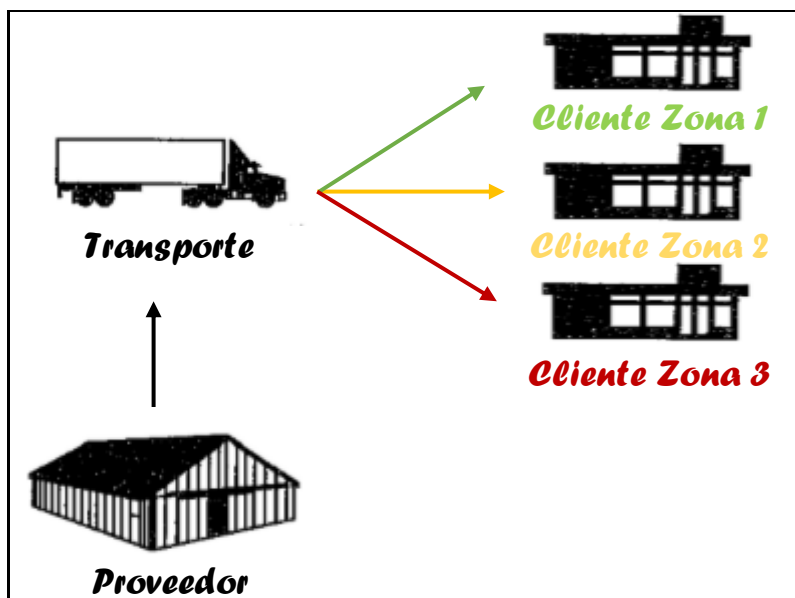 Cliente Zona 1
Transporte
Cliente Zona 2
Cliente Zona 3
Proveedor